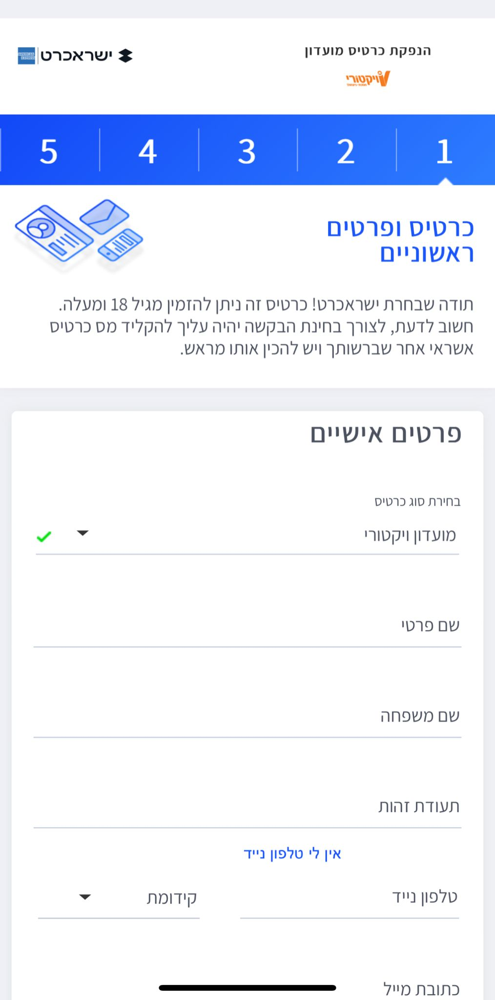 הנפקת כרטיס מועדון
ויקטורי
ישראכרט
AMERICAN EXPRESS
1 2 3 4 5
כרטיס ופרטים
ראשוניים
תודה שבחרת ישראכרט! כרטיס זה ניתן להזמין מגיל 18 ומעלה.
חשוב לדעת, לצורך בחינת הבקשה יהיה עליך להקליד מס כרטיס
אשראי אחר שברשותך ויש להכין אותו מראש.
פרטים אישיים
בחירת סוג כרטיס
מועדון ויקטורי
שם פרטי
שם משפחה
תעודת זהות
אין לי טלפון נייד
טלפון נייד
קידומת
כתובת מייל